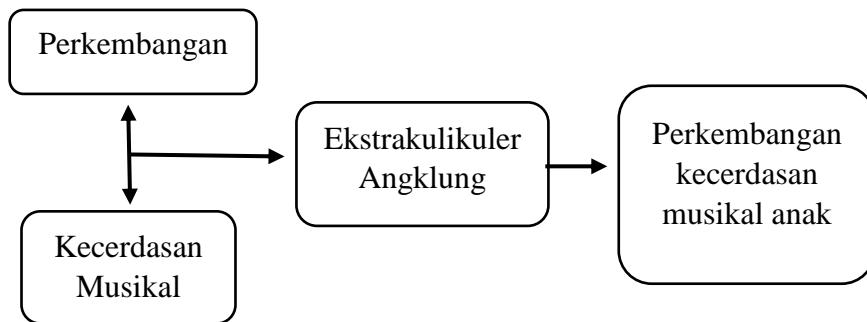 Perkembangan
Kecerdasan
Musikal
Ekstrakulikuler
Angklung
Perkembangan
kecerdasan
musikal anak